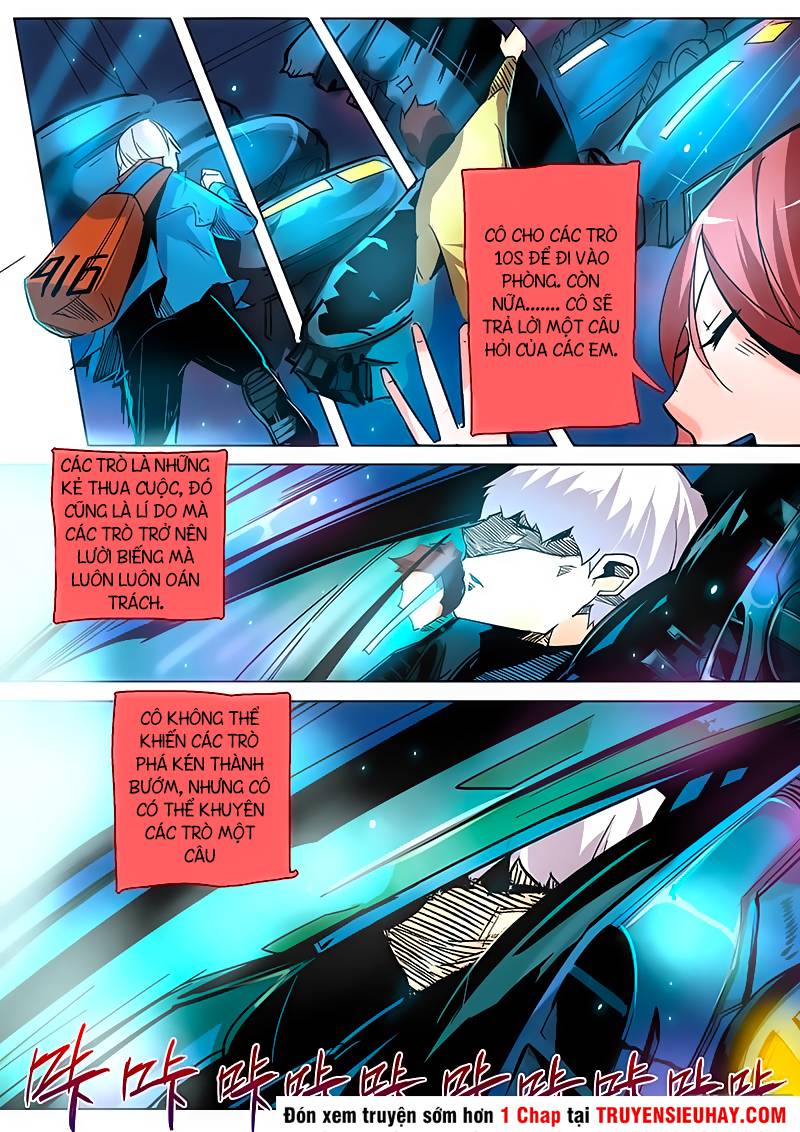 916
CÔ CHO CÁC TRÒ
10S ĐỂ ĐI VÀO
PHÒNG. CÒN
NỮA....... CÔ SẼ
TRẢ LỜI MỘT CÂU
HỎI CỦA CÁC EM.
CÁC TRÒ LÀ NHỮNG
KẺ THUA CUỘC, ĐÓ
CŨNG LÀ LÍ DO MÀ
CÁC TRÒ TRỞ NÊN
LƯỜI BIẾNG MÀ
LUÔN LUÔN OÁN
TRÁCH.
CÔ KHÔNG THỂ
KHIẾN CÁC TRÒ
PHÁ KÉN THÀNH
BƯỚM, NHƯNG CÔ
CÓ THỂ KHUYÊN
CÁC TRÒ MỘT
CÂU
咔 咔 咔 咔 咔 咔 咔 咔 咔 咔
Đón xem truyện sớm hơn 1 Chap tại TRUYENSIEUHAY.COM